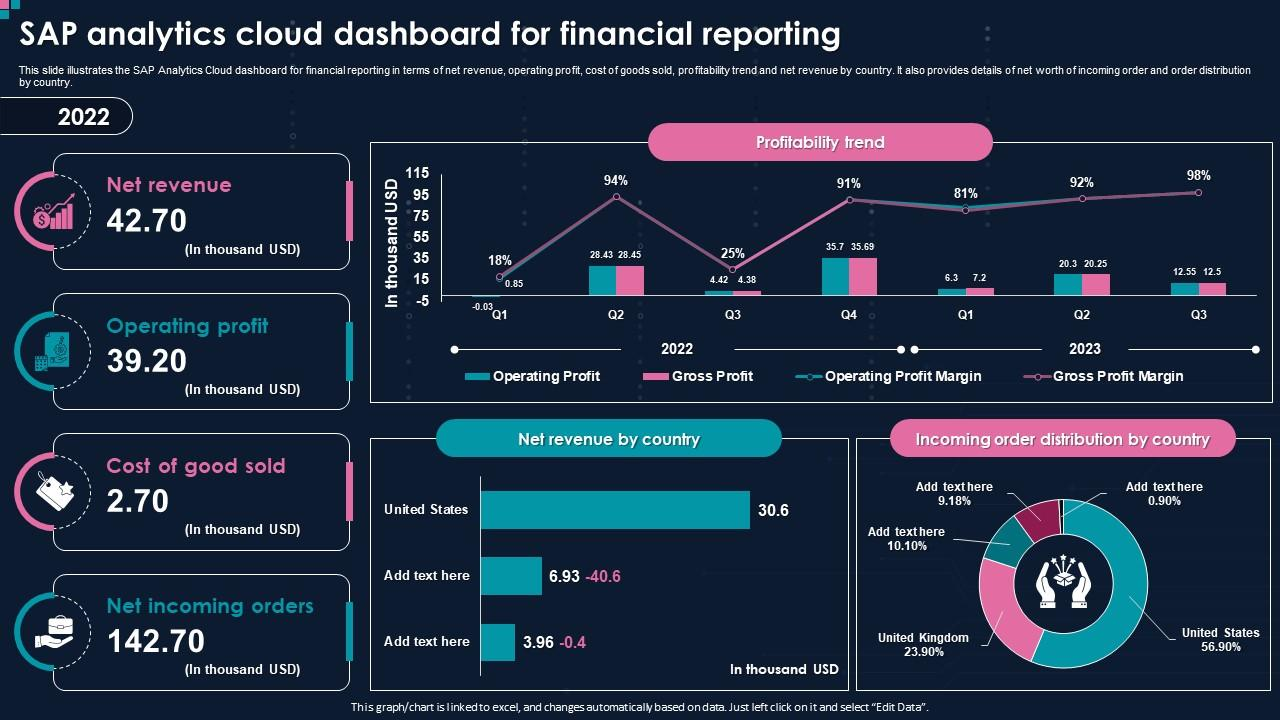 SAP analytics cloud dashboard for financial reporting
This slide illustrates the SAP Analytics Cloud dashboard for financial reporting in terms of net revenue, operating profit, cost of goods sold, profitability trend and net revenue by country. It also provides details of net worth of incoming order and order distribution
by country.
2022
Net revenue
42.70
(In thousand USD)
Operating profit
39.20
(In thousand USD)
Cost of good sold
2.70
(In thousand USD)
Net incoming orders
142.70
(In thousand USD)
Profitability trend
In thousand USD
115
95
75
55
35
15
-5
18% 94% 25% 91% 81% 92% 98%
-0.03 0.85 28.43 28.45 4.42 4.38 35.7 35.69 6.3 7.2 20.3 20.25 12.55 12.5
Q1 Q2 Q3 Q4 Q1 Q2 Q3
2022 2023
Operating Profit Gross Profit Operating Profit Margin Gross Profit Margin
Net revenue by country
United States 30.6
Add text here 6.93 -40.6
Add text here 3.96 -0.4
In thousand USD
Incoming order distribution by country
Add text here
9.18%
Add text here
0.90%
Add text here
10.10%
United Kingdom
23.90%
United States
56.90%
This graph/chart is linked to excel, and changes automatically based on data. Just left click on it and select “Edit Data”.